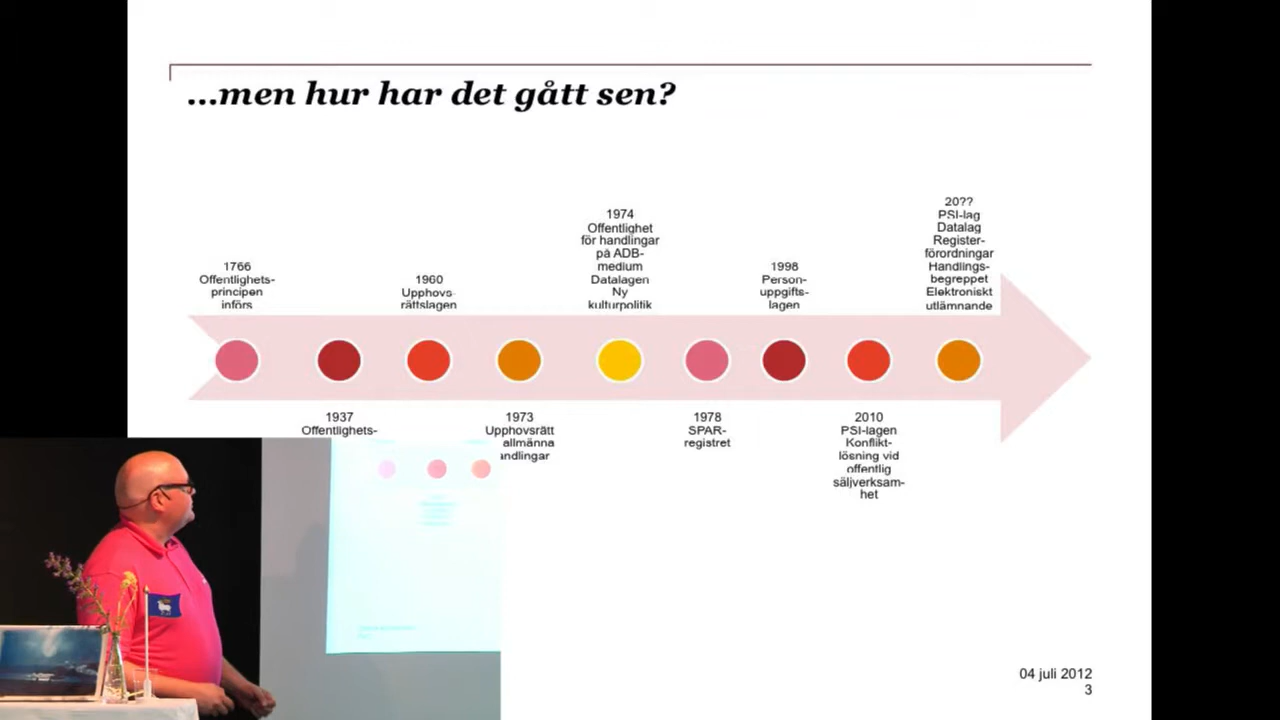 ...men hur har det gått sen?
1766
Offentlighets-
principen
införs
1960
Upphovs-
rättslagen
1974
Offentlighet
för handlingar
på ADB-
medium
Datalagen
Ny
kulturpolitik
1998
Person-
uppgifts-
lagen
20??
PSI-lag
Datalag
Register-
förordningar
Handlings-
begreppet
Elektroniskt
utlämnande
1937
Offentlighets-
1973
Upphovsrätt
allmänna
andlingar
1978
SPAR-
registret
2010
PSI-lagen
Konflikt-
lösning vid
offentlig
säljverksam-
het
04 juli 2012
3